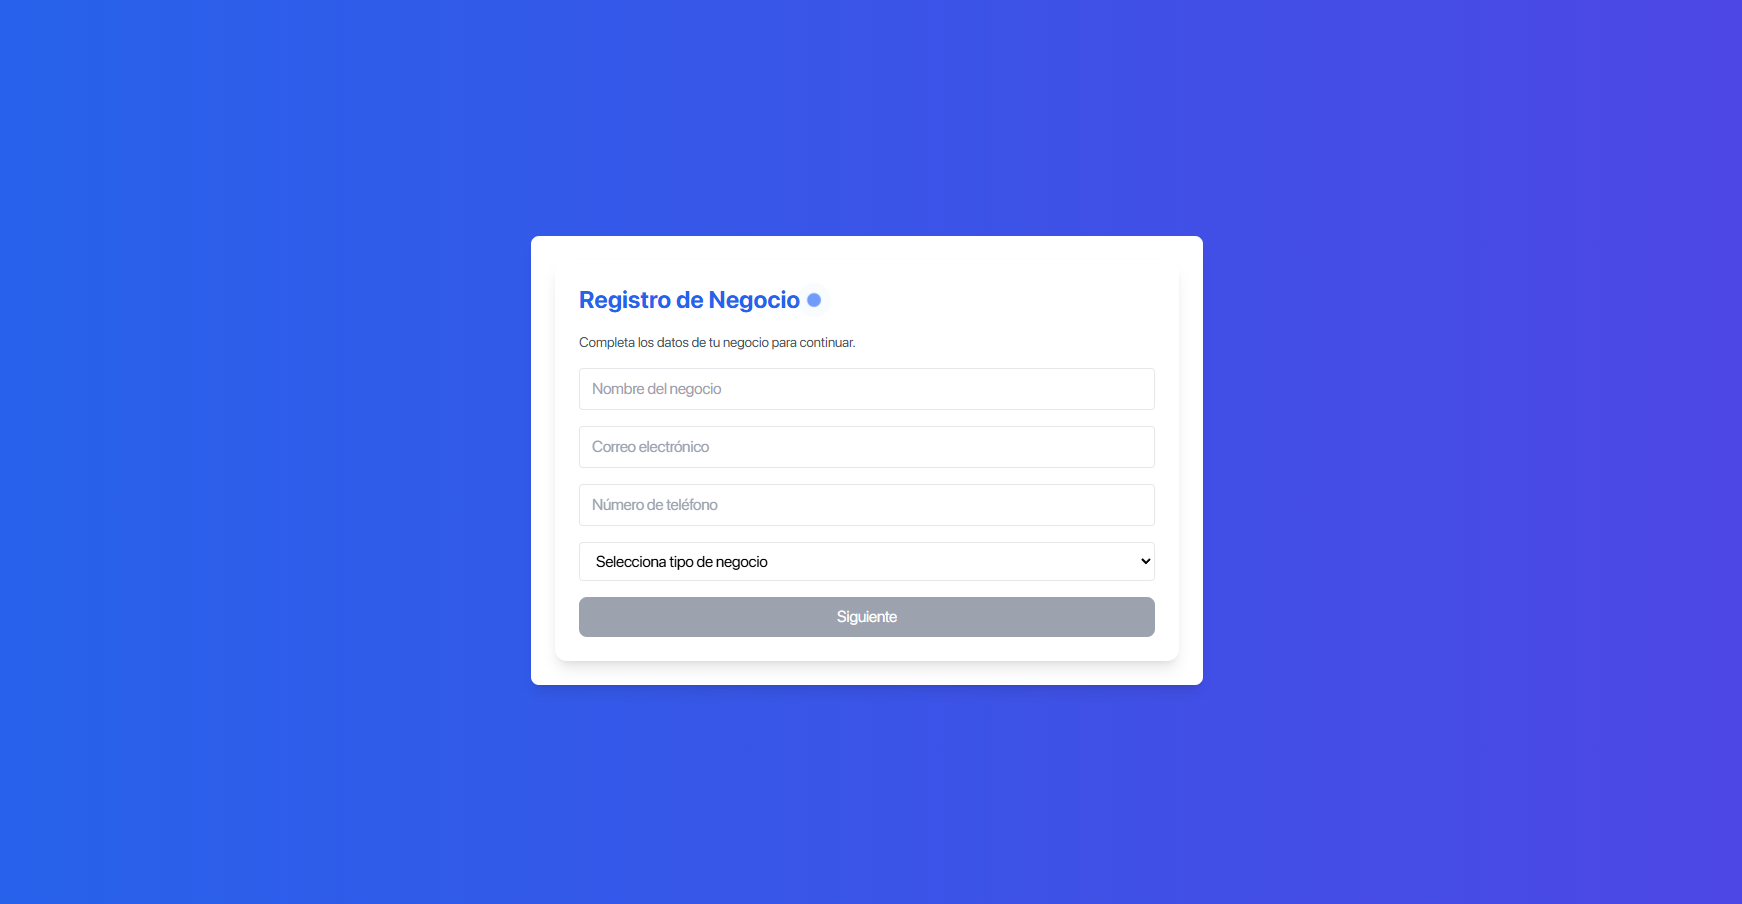 Registro de Negocio
Completa los datos de tu negocio para continuar.
Nombre del negocio
Correo electrónico
Número de teléfono
Selecciona tipo de negocio
Siguiente